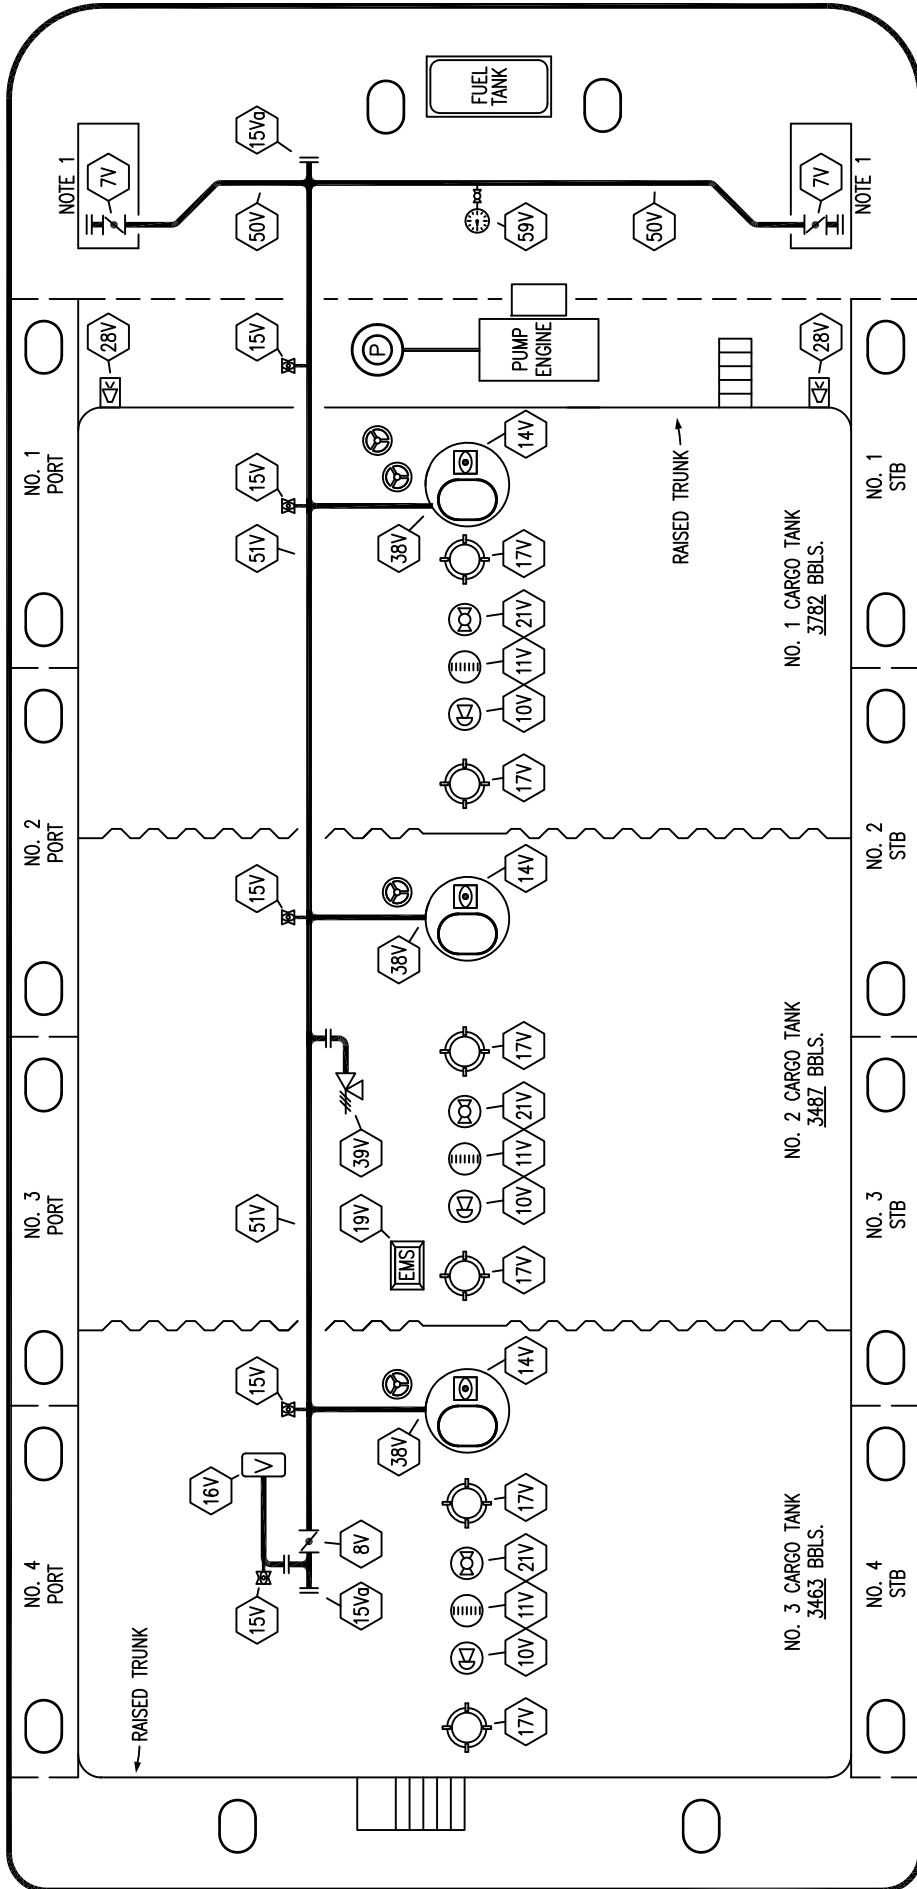 FUEL
TANK
15Va
NOTE 1
7V
7V
NOTE 1
50V
59V
50V
28V
15V
P
PUMP
ENGINE
28V
NO. 1
PORT
15V
14V
RAISED TRUNK
NO. 1
STB
51V
38V
17V
21V
11V
10V
17V
NO. 1 CARGO TANK
3782 BBLS.
NO. 2
PORT
15V
14V
38V
NO. 2
STB
17V
21V
11V
10V
17V
39V
19V
EMS
51V
NO. 2 CARGO TANK
3487 BBLS.
NO. 3
PORT
NO. 3
STB
15V
14V
38V
16V
V
8V
15V
15Va
17V
21V
11V
10V
17V
NO. 3 CARGO TANK
3463 BBLS.
NO. 4
PORT
NO. 4
STB
RAISED TRUNK